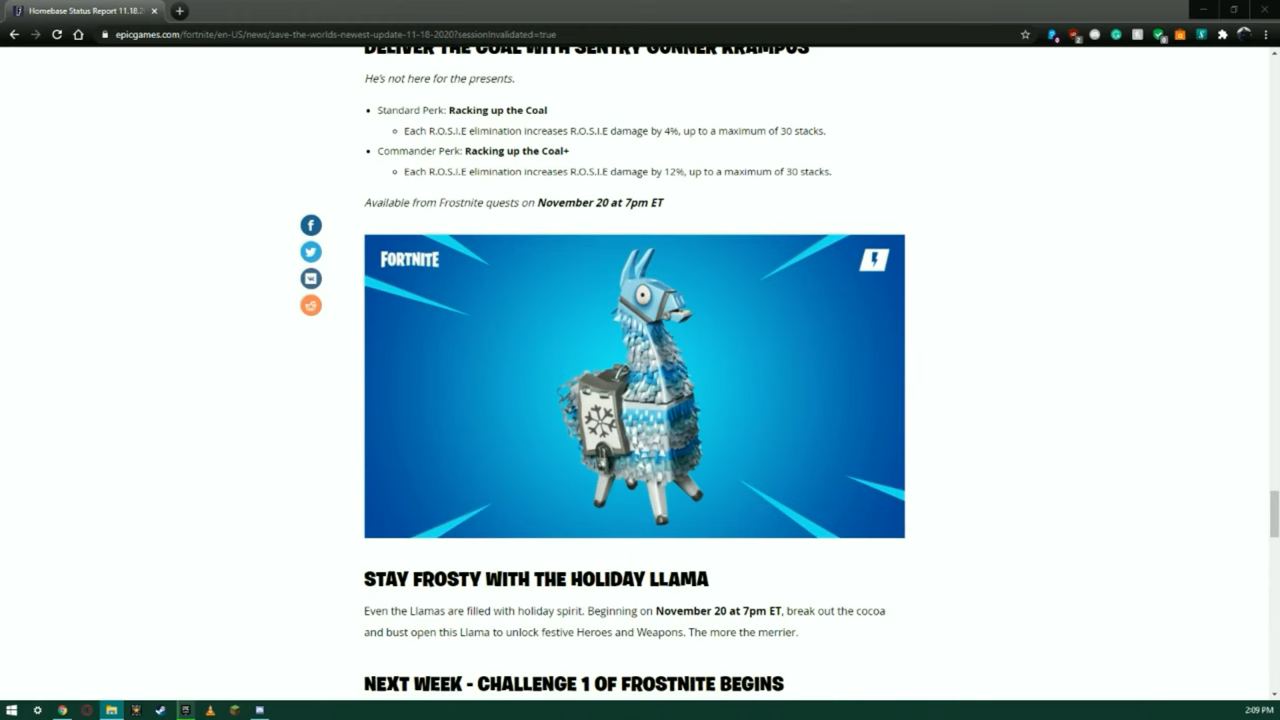 Homebase Status Report 11.18.2
epicgames.com/fortnite/en-US/news/save-the-worlds-newest-update-11-18-2020?sessionInvalidated=true
DELIVER THE COAL WITH SENTRY GUNNER KRAMPUS
He's not here for the presents.
• Standard Perk: Racking up the Coal
Each R.O.S.I.E elimination increases R.O.S.I.E damage by 4%, up to a maximum of 30 stacks.
• Commander Perk: Racking up the Coal+
Each R.O.S.I.E elimination increases R.O.S.I.E damage by 12%, up to a maximum of 30 stacks.
Available from Frostnite quests on November 20 at 7pm ET
FORTNITE
STAY FROSTY WITH THE HOLIDAY LLAMA
Even the Llamas are filled with holiday spirit. Beginning on November 20 at 7pm ET, break out the cocoa
and bust open this Llama to unlock festive Heroes and Weapons. The more the merrier.
NEXT WEEK - CHALLENGE 1 OF FROSTNITE BEGINS
2:09 PM